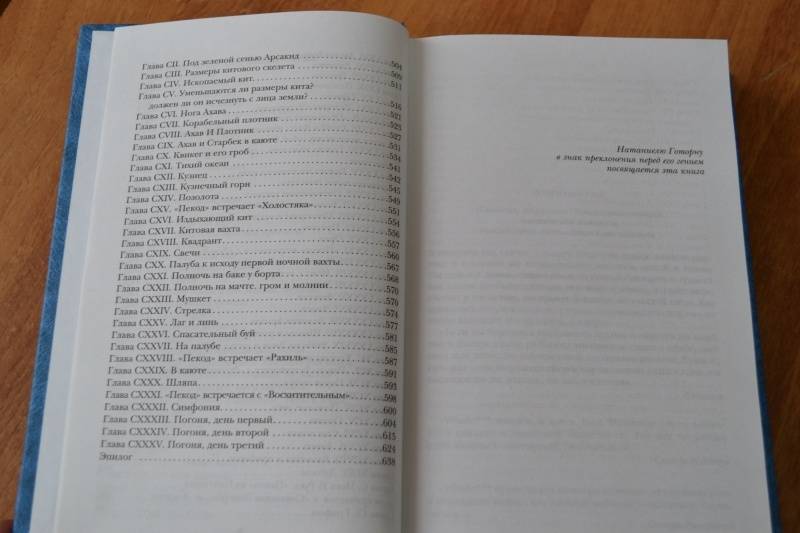 Глава CII. Под зеленой сенью Арсакид 504
Глава CIII. Размеры китового скелета 509
Глава CIV. Ископаемый кит. 511
Глава CV. Уменьшаются ли размеры кита?
должен ли он исчезнуть с лица земли? 516
Глава CVI. Нога Ахава 521
Глава CVII. Корабельный плотник 523
Глава CVIII. Ахав И Плотник 527
Глава CIX. Ахав и Старбек в каюте 531
Глава CX. Квикег и его гроб 534
Глава CXI. Тихий океан 541
Глава CXII. Кузнец 542
Глава CXIII. Кузнечный горн 545
Глава CXIV. Позолота 549
Глава CXV. «Пекод» встречает «Холостяка» 551
Глава CXVI. Издыхающий кит 554
Глава CXVII. Китовая вахта 556
Глава CXVIII. Квадрант 557
Глава CXIX. Свечи 560
Глава CXX. Палуба к исходу первой ночной вахты 567
Глава CXXI. Полночь на баке у борта 568
Глава CXXII. Полночь на мачте. гром и молнии 570
Глава CXXIII. Мушкет 570
Глава CXXIV. Стрелка 574
Глава CXXV. Лаг и линь 577
Глава CXXVI. Спасательный буй 581
Глава CXXVII. На палубе 585
Глава CXXVIII. «Пекод» встречает «Рахиль» 587
Глава CXXIX. В каюте 591
Глава CXXX. Шляпа 593
Глава CXXXI. «Пекод» встречается с «Восхитительным» 598
Глава CXXXII. Симфония. 600
Глава CXXXIII. Погоня, день первый 604
Глава CXXXIV. Погоня, день второй 615
Глава CXXXV. Погоня, день третий 624
Эпилог 638
Натаниелю Готорну
в знак преклонения перед его гением
посвящается эта книга